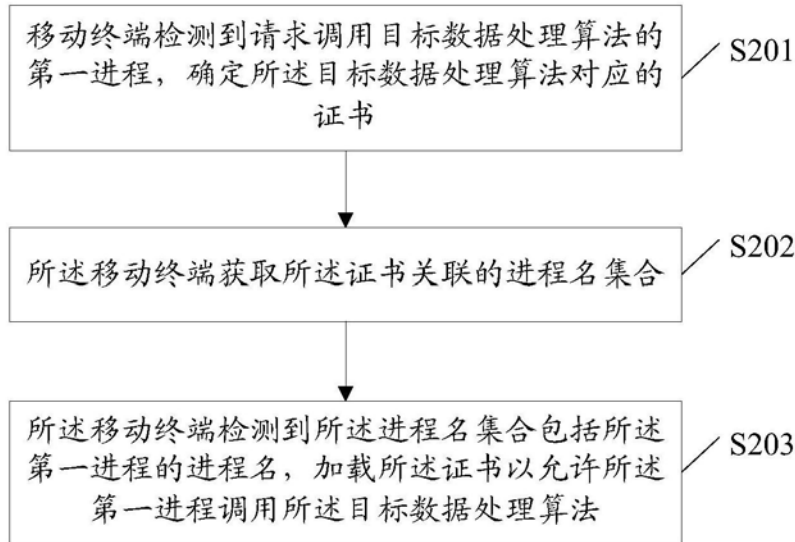 移动终端检测到请求调用目标数据处理算法的
第一进程，确定所述目标数据处理算法对应的
证书
S201
所述移动终端获取所述证书关联的进程名集合
S202
所述移动终端检测到所述进程名集合包括所述
第一进程的进程名，加载所述证书以允许所述
第一进程调用所述目标数据处理算法
S203